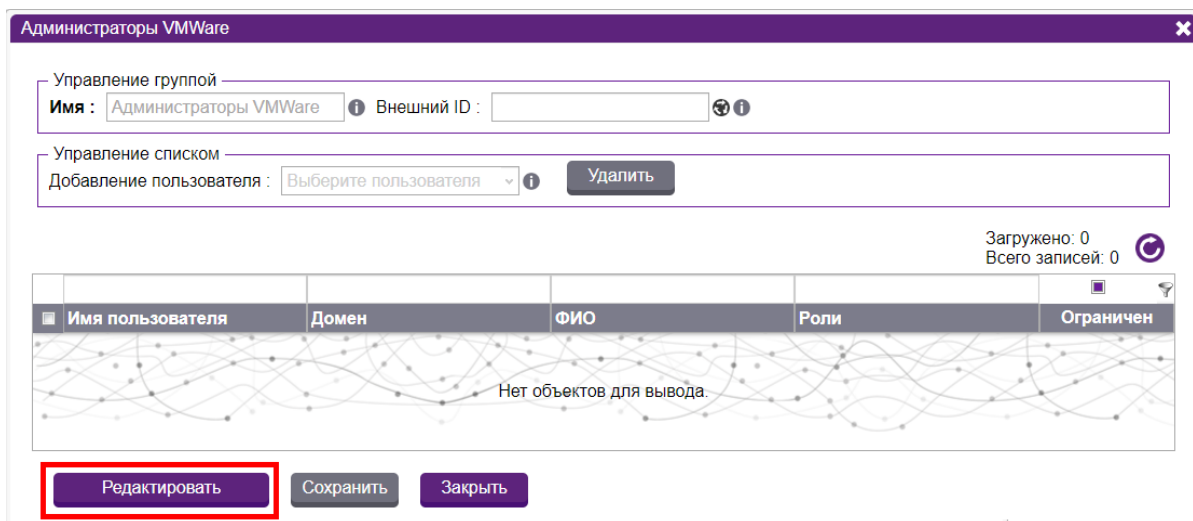 Администраторы VMWare
Управление группой
Имя : Администраторы VMWare Внешний ID :
Управление списком
Добавление пользователя : Выберите пользователя Удалить
Загружено: 0
Всего записей: 0
Имя пользователя Домен ФИО Роли Ограничен
Нет объектов для вывода.
Редактировать Сохранить Закрыть